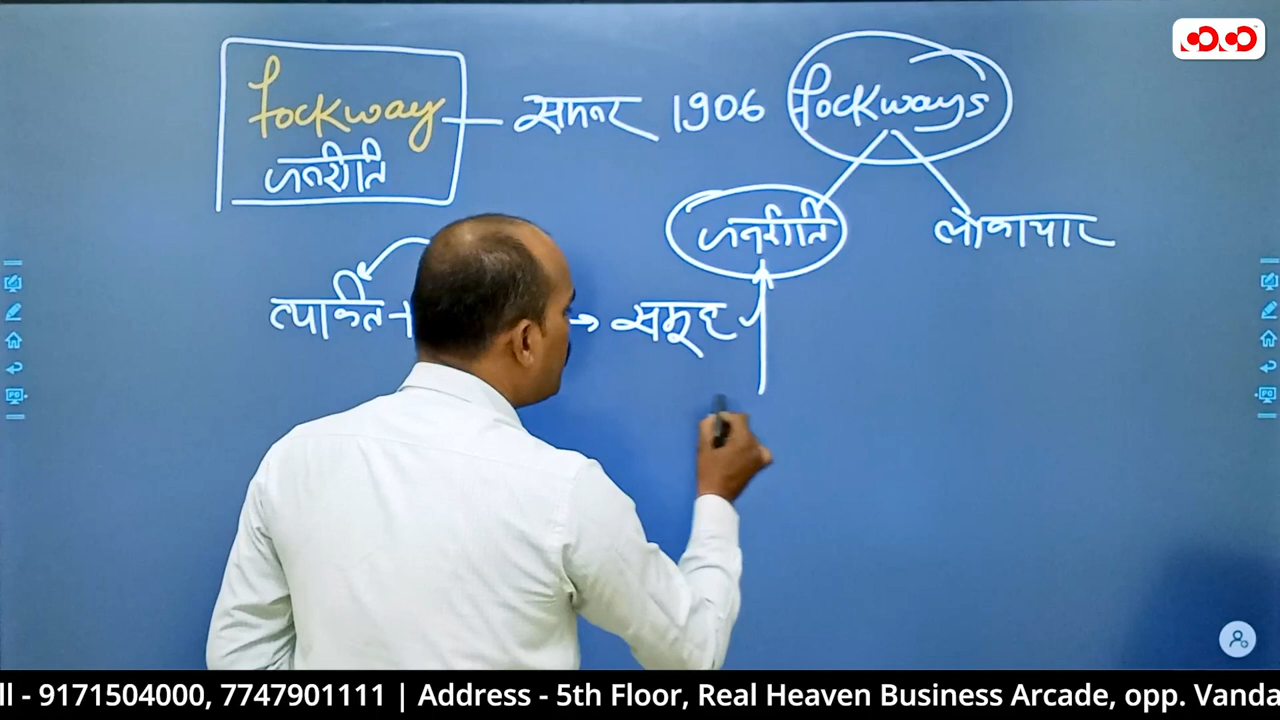 fockway — समनर 1906 fockways
जनरीति
जनरीति लोकाचार
व्यक्ति → समूह
ll - 9171504000, 7747901111 | Address - 5th Floor, Real Heaven Business Arcade, opp. Vanda